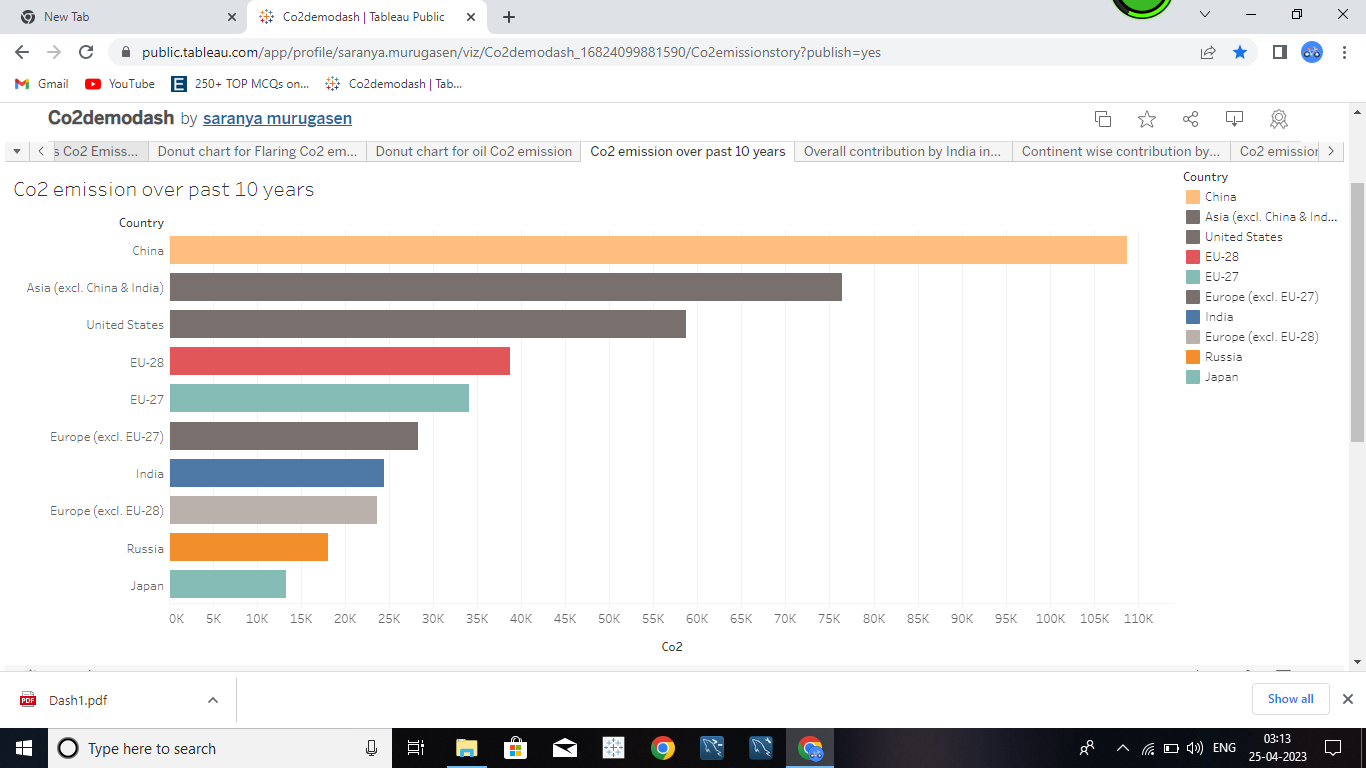 New Tab
Co2demodash | Tableau Public
public.tableau.com/app/profile/saranya.murugasen/viz/Co2demodash_16824099881590/Co2emissionstory?publish=yes
Gmail
YouTube
E
250+ TOP MCQs on...
Co2demodash | Tab...
Co2demodash by saranya murugasen
s Co2 Emiss...
Donut chart for Flaring Co2 em...
Donut chart for oil Co2 emission
Co2 emission over past 10 years
Overall contribution by India in...
Continent wise contribution by...
Co2 emission
Co2 emission over past 10 years
Country
China
Asia (excl. China & India)
United States
EU-28
EU-27
Europe (excl. EU-27)
India
Europe (excl. EU-28)
Russia
Japan
0K 5K 10K 15K 20K 25K 30K 35K 40K 45K 50K 55K 60K 65K 70K 75K 80K 85K 90K 95K 100K 105K 110K
Co2
Country
China
Asia (excl. China & Ind...
United States
EU-28
EU-27
Europe (excl. EU-27)
India
Europe (excl. EU-28)
Russia
Japan
PDF
Dash1.pdf
Show all
Type here to search
ENG
03:13
25-04-2023